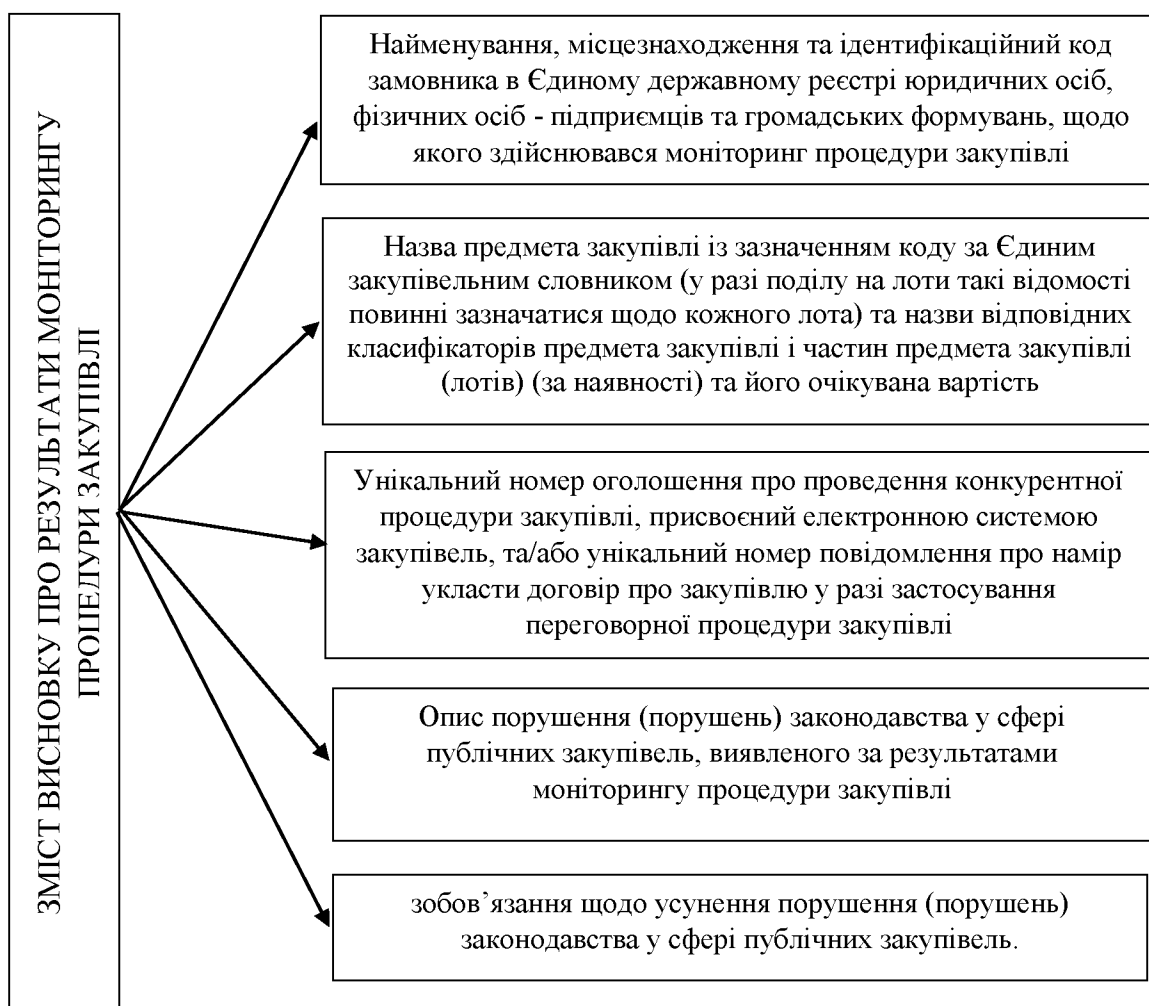 ЗМІСТ ВИСНОВКУ ПРО РЕЗУЛЬТАТИ МОНІТОРИНГУ
ПРОЦЕДУРИ ЗАКУПІВЛІ
Найменування, місцезнаходження та ідентифікаційний код
замовника в Єдиному державному реєстрі юридичних осіб,
фізичних осіб - підприємців та громадських формувань, щодо
якого здійснювався моніторинг процедури закупівлі
Назва предмета закупівлі із зазначенням коду за Єдиним
закупівельним словником (у разі поділу на лоти такі відомості
повинні зазначатися щодо кожного лота) та назви відповідних
класифікаторів предмета закупівлі і частин предмета закупівлі
(лотів) (за наявності) та його очікувана вартість
Унікальний номер оголошення про проведення конкурентної
процедури закупівлі, присвоєний електронною системою
закупівель, та/або унікальний номер повідомлення про намір
укласти договір про закупівлю у разі застосування
переговорної процедури закупівлі
Опис порушення (порушень) законодавства у сфері
публічних закупівель, виявленого за результатами
моніторингу процедури закупівлі
зобов’язання щодо усунення порушення (порушень)
законодавства у сфері публічних закупівель.